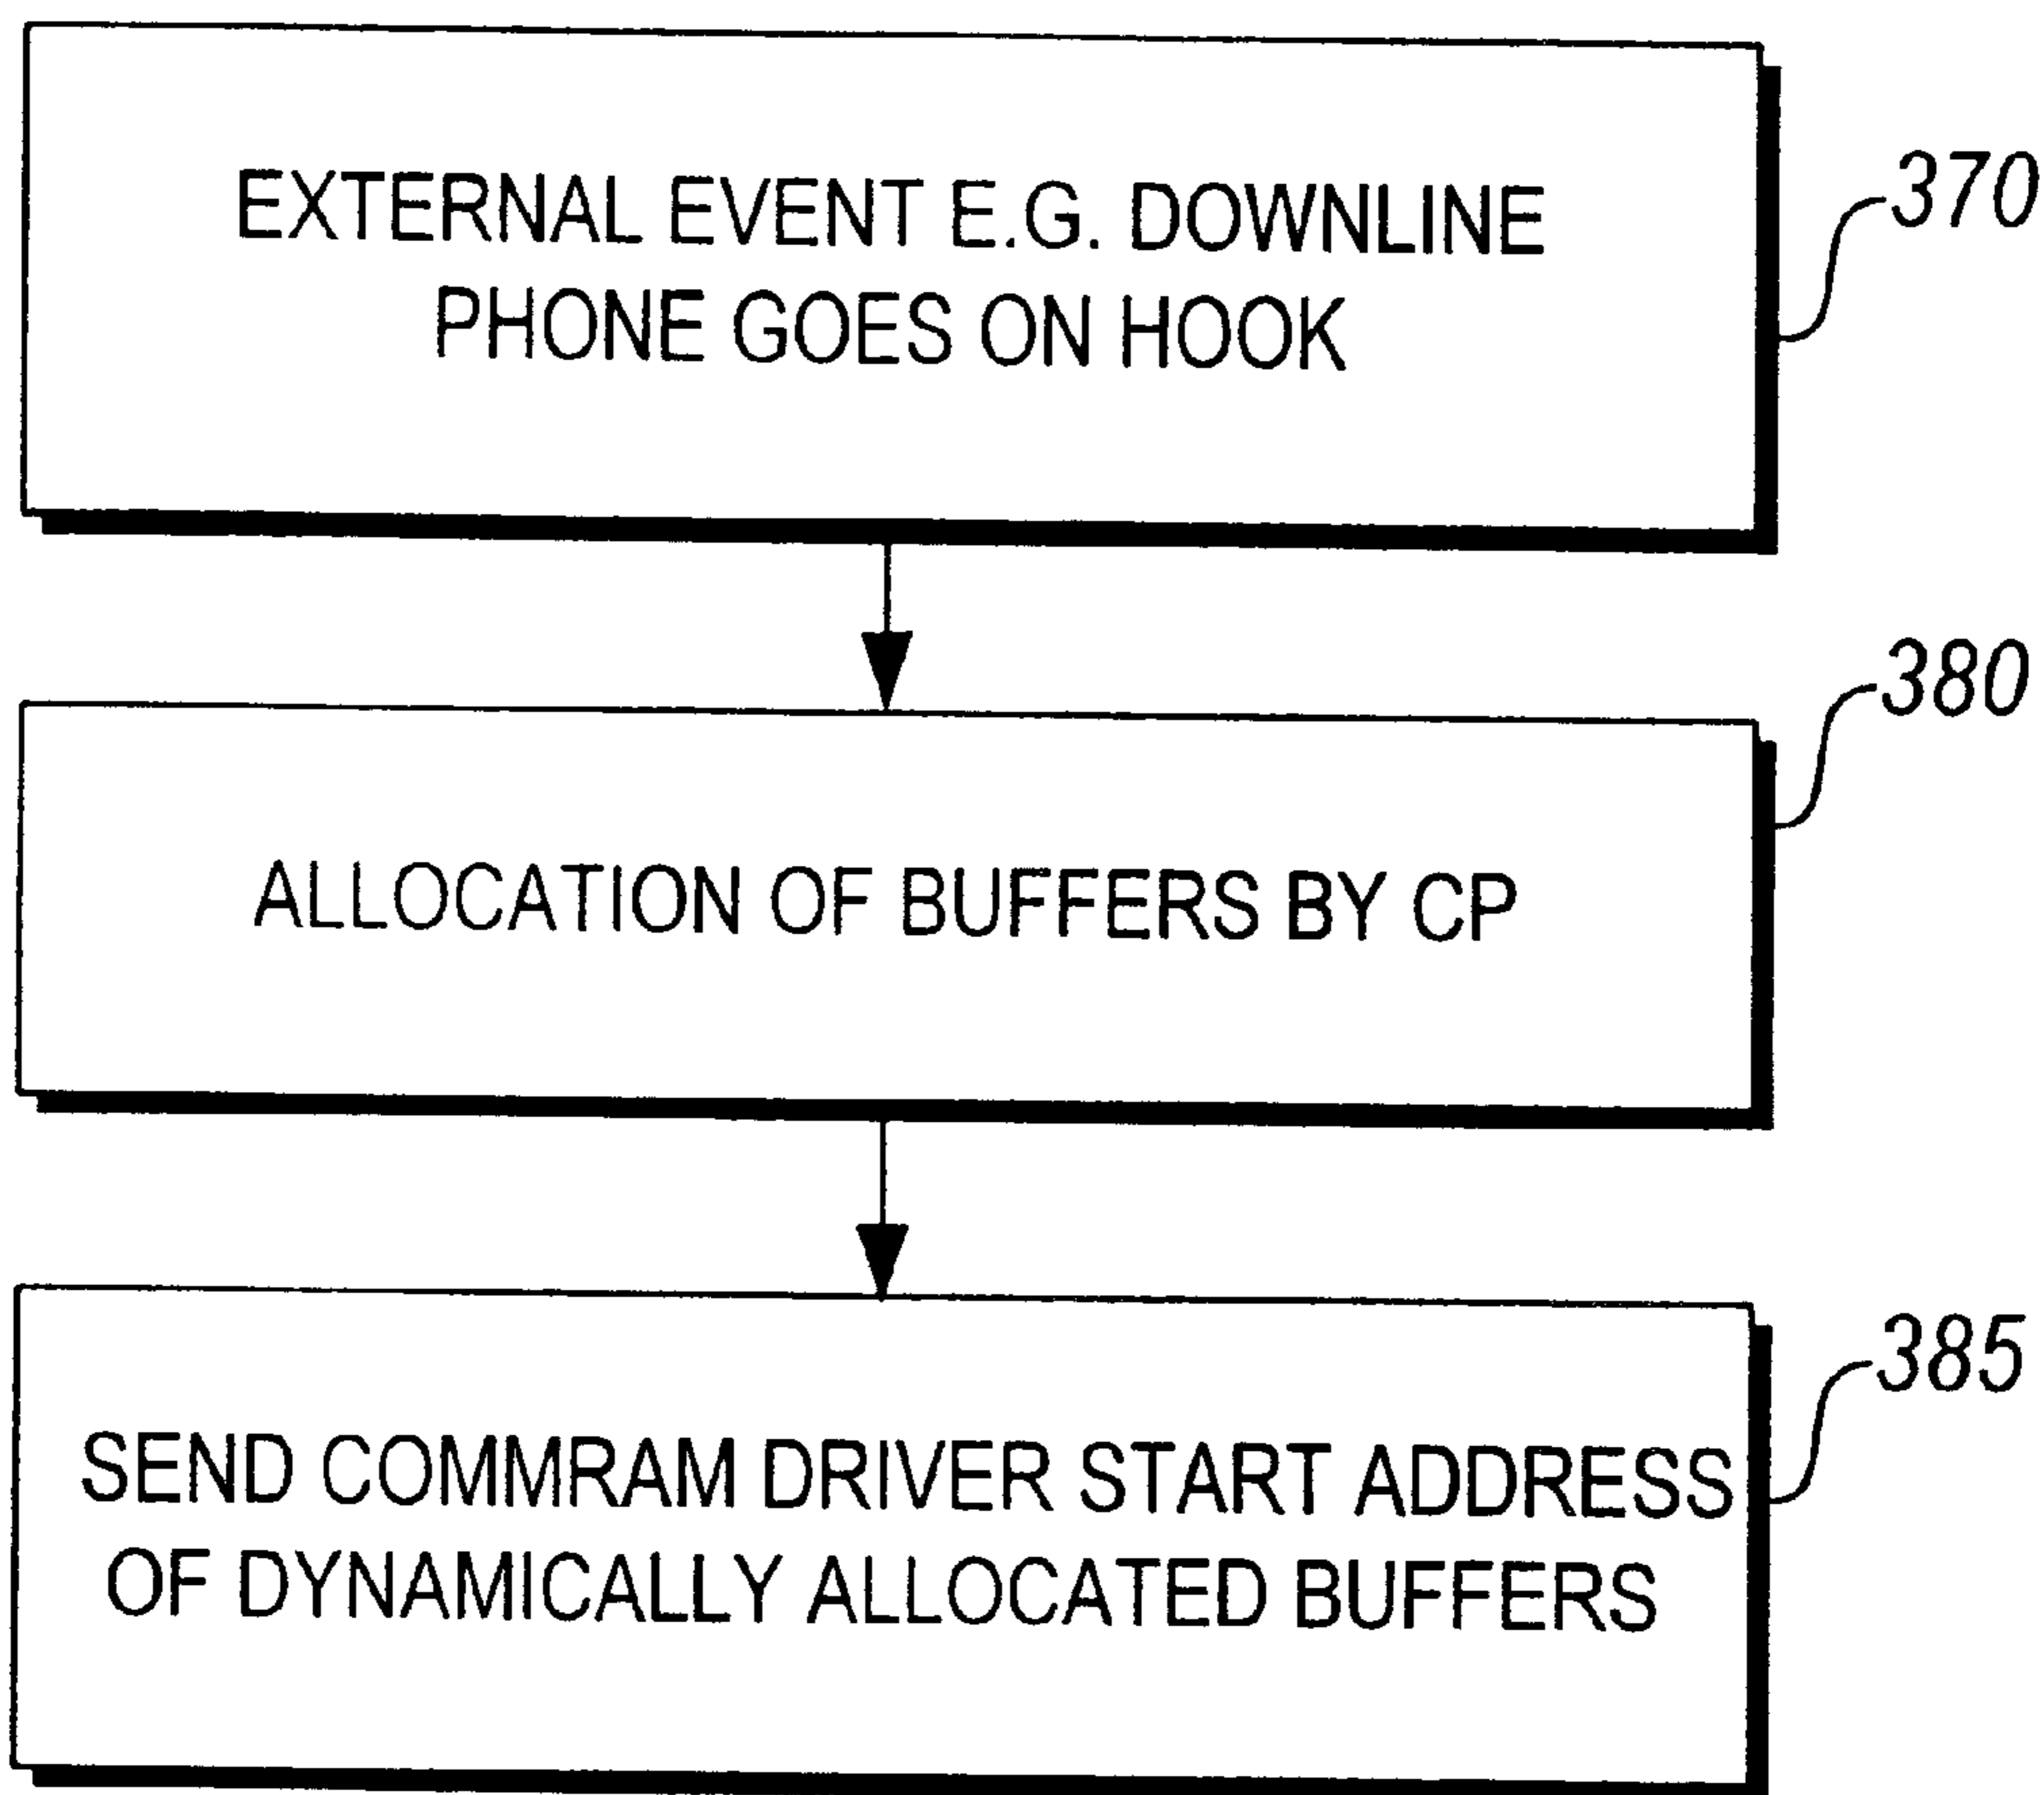 EXTERNAL EVENT E.G. DOWNLINE
PHONE GOES ON HOOK
370
380
ALLOCATION OF BUFFERS BY CP
385
SEND COMMRAM DRIVER START ADDRESS
OF DYNAMICALLY ALLOCATED BUFFERS